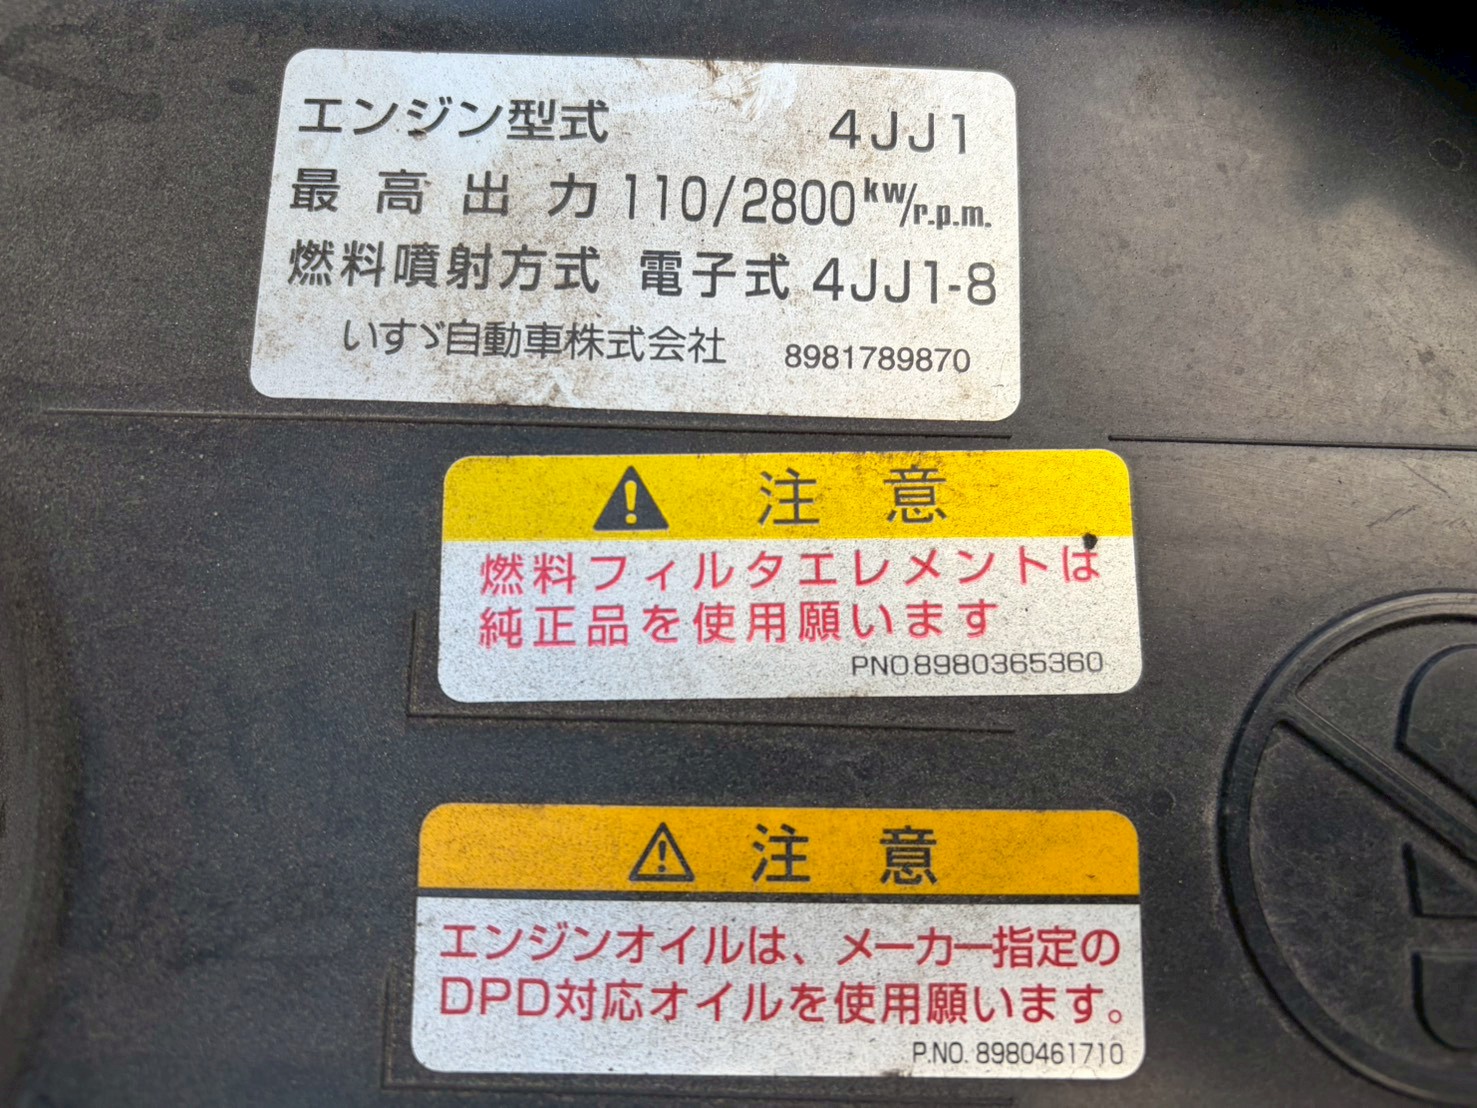 エンジン型式 4JJ1
最高出力 110/2800kW/r.p.m.
燃料噴射方式 電子式 4JJ1-8
いすゞ自動車株式会社 8981789870
注意
燃料フィルタエレメントは
純正品を使用願います
PNO.8980365360
注意
エンジンオイルは、メーカー指定の
DPD対応オイルを使用願います。
P.NO. 8980461710